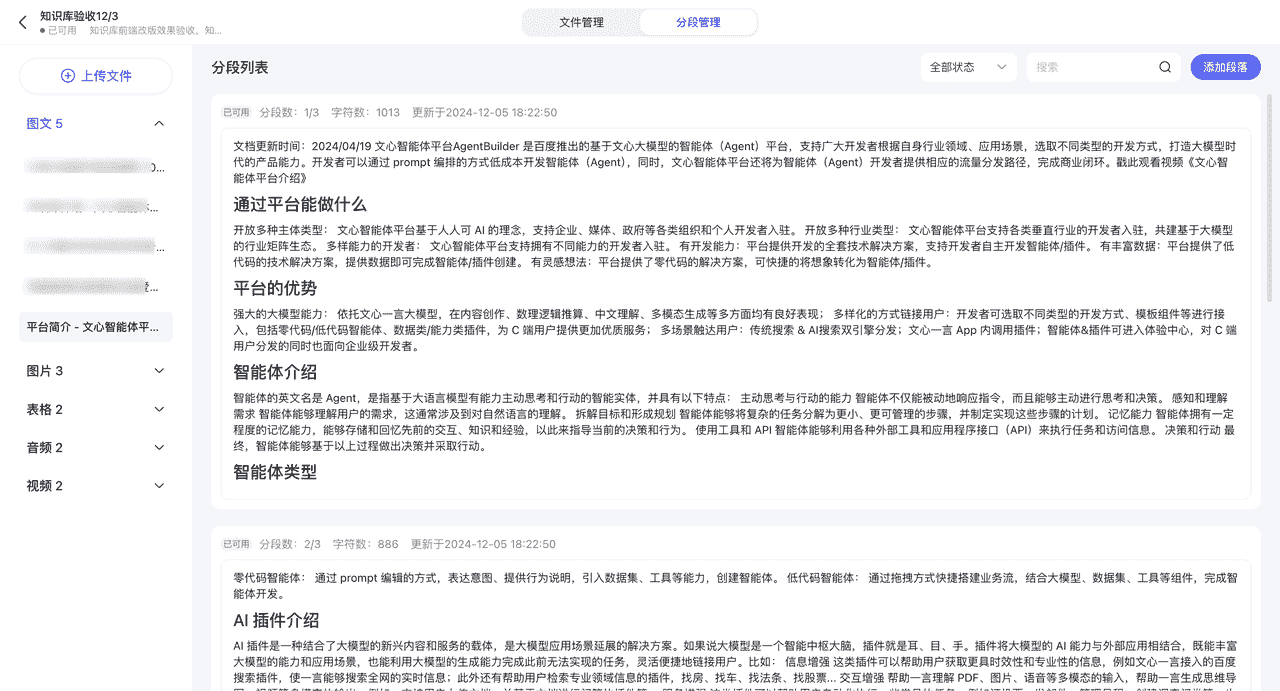 知识库验收12/3
已可用 知识库前端改版效果验收，知...
文件管理
分段管理
上传文件
图文 5
0...
...
...
...
平台简介 - 文心智能体平...
图片 3
表格 2
音频 2
视频 2
分段列表
全部状态
搜索
添加段落
已可用 分段数：1/3 字符数：1013 更新于2024-12-05 18:22:50
文档更新时间：2024/04/19 文心智能体平台AgentBuilder 是百度推出的基于文心大模型的智能体（Agent）平台，支持广大开发者根据自身行业领域、应用场景，选取不同类型的开发方式，打造大模型时
代的产品能力。开发者可以通过 prompt 编排的方式低成本开发智能体（Agent），同时，文心智能体平台还将为智能体（Agent）开发者提供相应的流量分发路径，完成商业闭环。戳此观看视频《文心智
能体平台介绍》
通过平台能做什么
开放多种主体类型： 文心智能体平台基于人人可 AI 的理念，支持企业、媒体、政府等各类组织和个人开发者入驻。 开放多种行业类型： 文心智能体平台支持各类垂直行业的开发者入驻，共建基于大模型
的行业矩阵生态。 多样能力的开发者： 文心智能体平台支持拥有不同能力的开发者入驻。 有开发能力：平台提供开发的全套技术解决方案，支持开发者自主开发智能体/插件。 有丰富数据：平台提供了低
代码的技术解决方案，提供数据即可完成智能体/插件创建。 有灵感想法：平台提供了零代码的解决方案，可快捷的将想象转化为智能体/插件。
平台的优势
强大的大模型能力： 依托文心一言大模型，在内容创作、数理逻辑推算、中文理解、多模态生成等多方面均有良好表现； 多样化的方式链接用户：开发者可选取不同类型的开发方式、模板组件等进行接
入，包括零代码/低代码智能体、数据类/能力类插件，为 C 端用户提供更加优质服务； 多场景触达用户：传统搜索 & AI搜索双引擎分发；文心一言 App 内调用插件；智能体&插件可进入体验中心，对 C 端
用户分发的同时也面向企业级开发者。
智能体介绍
智能体的英文名是 Agent，是指基于大语言模型有能力主动思考和行动的智能实体，并具有以下特点： 主动思考与行动的能力 智能体不仅能被动地响应指令，而且能够主动进行思考和决策。 感知和理解
需求 智能体能够理解用户的需求，这通常涉及到对自然语言的理解。 拆解目标和形成规划 智能体能够将复杂的任务分解为更小、更可管理的步骤，并制定实现这些步骤的计划。 记忆能力 智能体拥有一定
程度的记忆能力，能够存储和回忆先前的交互、知识和经验，以此来指导当前的决策和行为。 使用工具和 API 智能体能够利用各种外部工具和应用程序接口（API）来执行任务和访问信息。 决策和行动 最
终，智能体能够基于以上过程做出决策并采取行动。
智能体类型
已可用 分段数：2/3 字符数：886 更新于2024-12-05 18:22:50
零代码智能体： 通过 prompt 编辑的方式，表达意图、提供行为说明，引入数据集、工具等能力，创建智能体。 低代码智能体： 通过拖拽方式快捷搭建业务流，结合大模型、数据集、工具等组件，完成智
能体开发。
AI 插件介绍
AI 插件是一种结合了大模型的新兴内容和服务的载体，是大模型应用场景延展的解决方案。如果说大模型是一个智能中枢大脑，插件就是耳、目、手。插件将大模型的 AI 能力与外部应用相结合，既能丰富
大模型的能力和应用场景，也能利用大模型的生成能力完成此前无法实现的任务，灵活便捷地链接用户。比如： 信息增强 这类插件可以帮助用户获取更具时效性和专业性的信息，例如文心一言接入的百度
搜索插件，使一言能够搜索全网的实时信息；此外还有帮助用户检索专业领域信息的插件，找房、找车、找法条、找股票... 交互增强 帮助一言理解 PDF、图片、语音等多模态的输入，帮助一言生成思维导